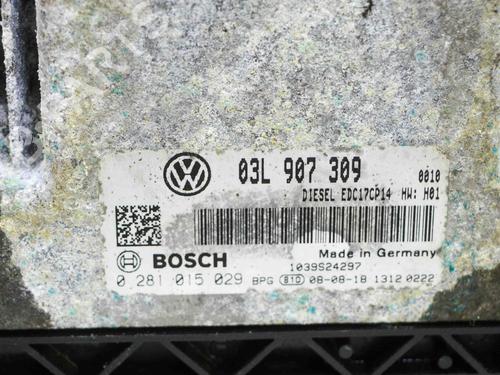 03L 907 309
0010
DIESEL EDC17CP14 HW: H01
BOSCH
Made in Germany
1039S24297
0 281 015 029 BPG 810 08-08-18 1312 0222